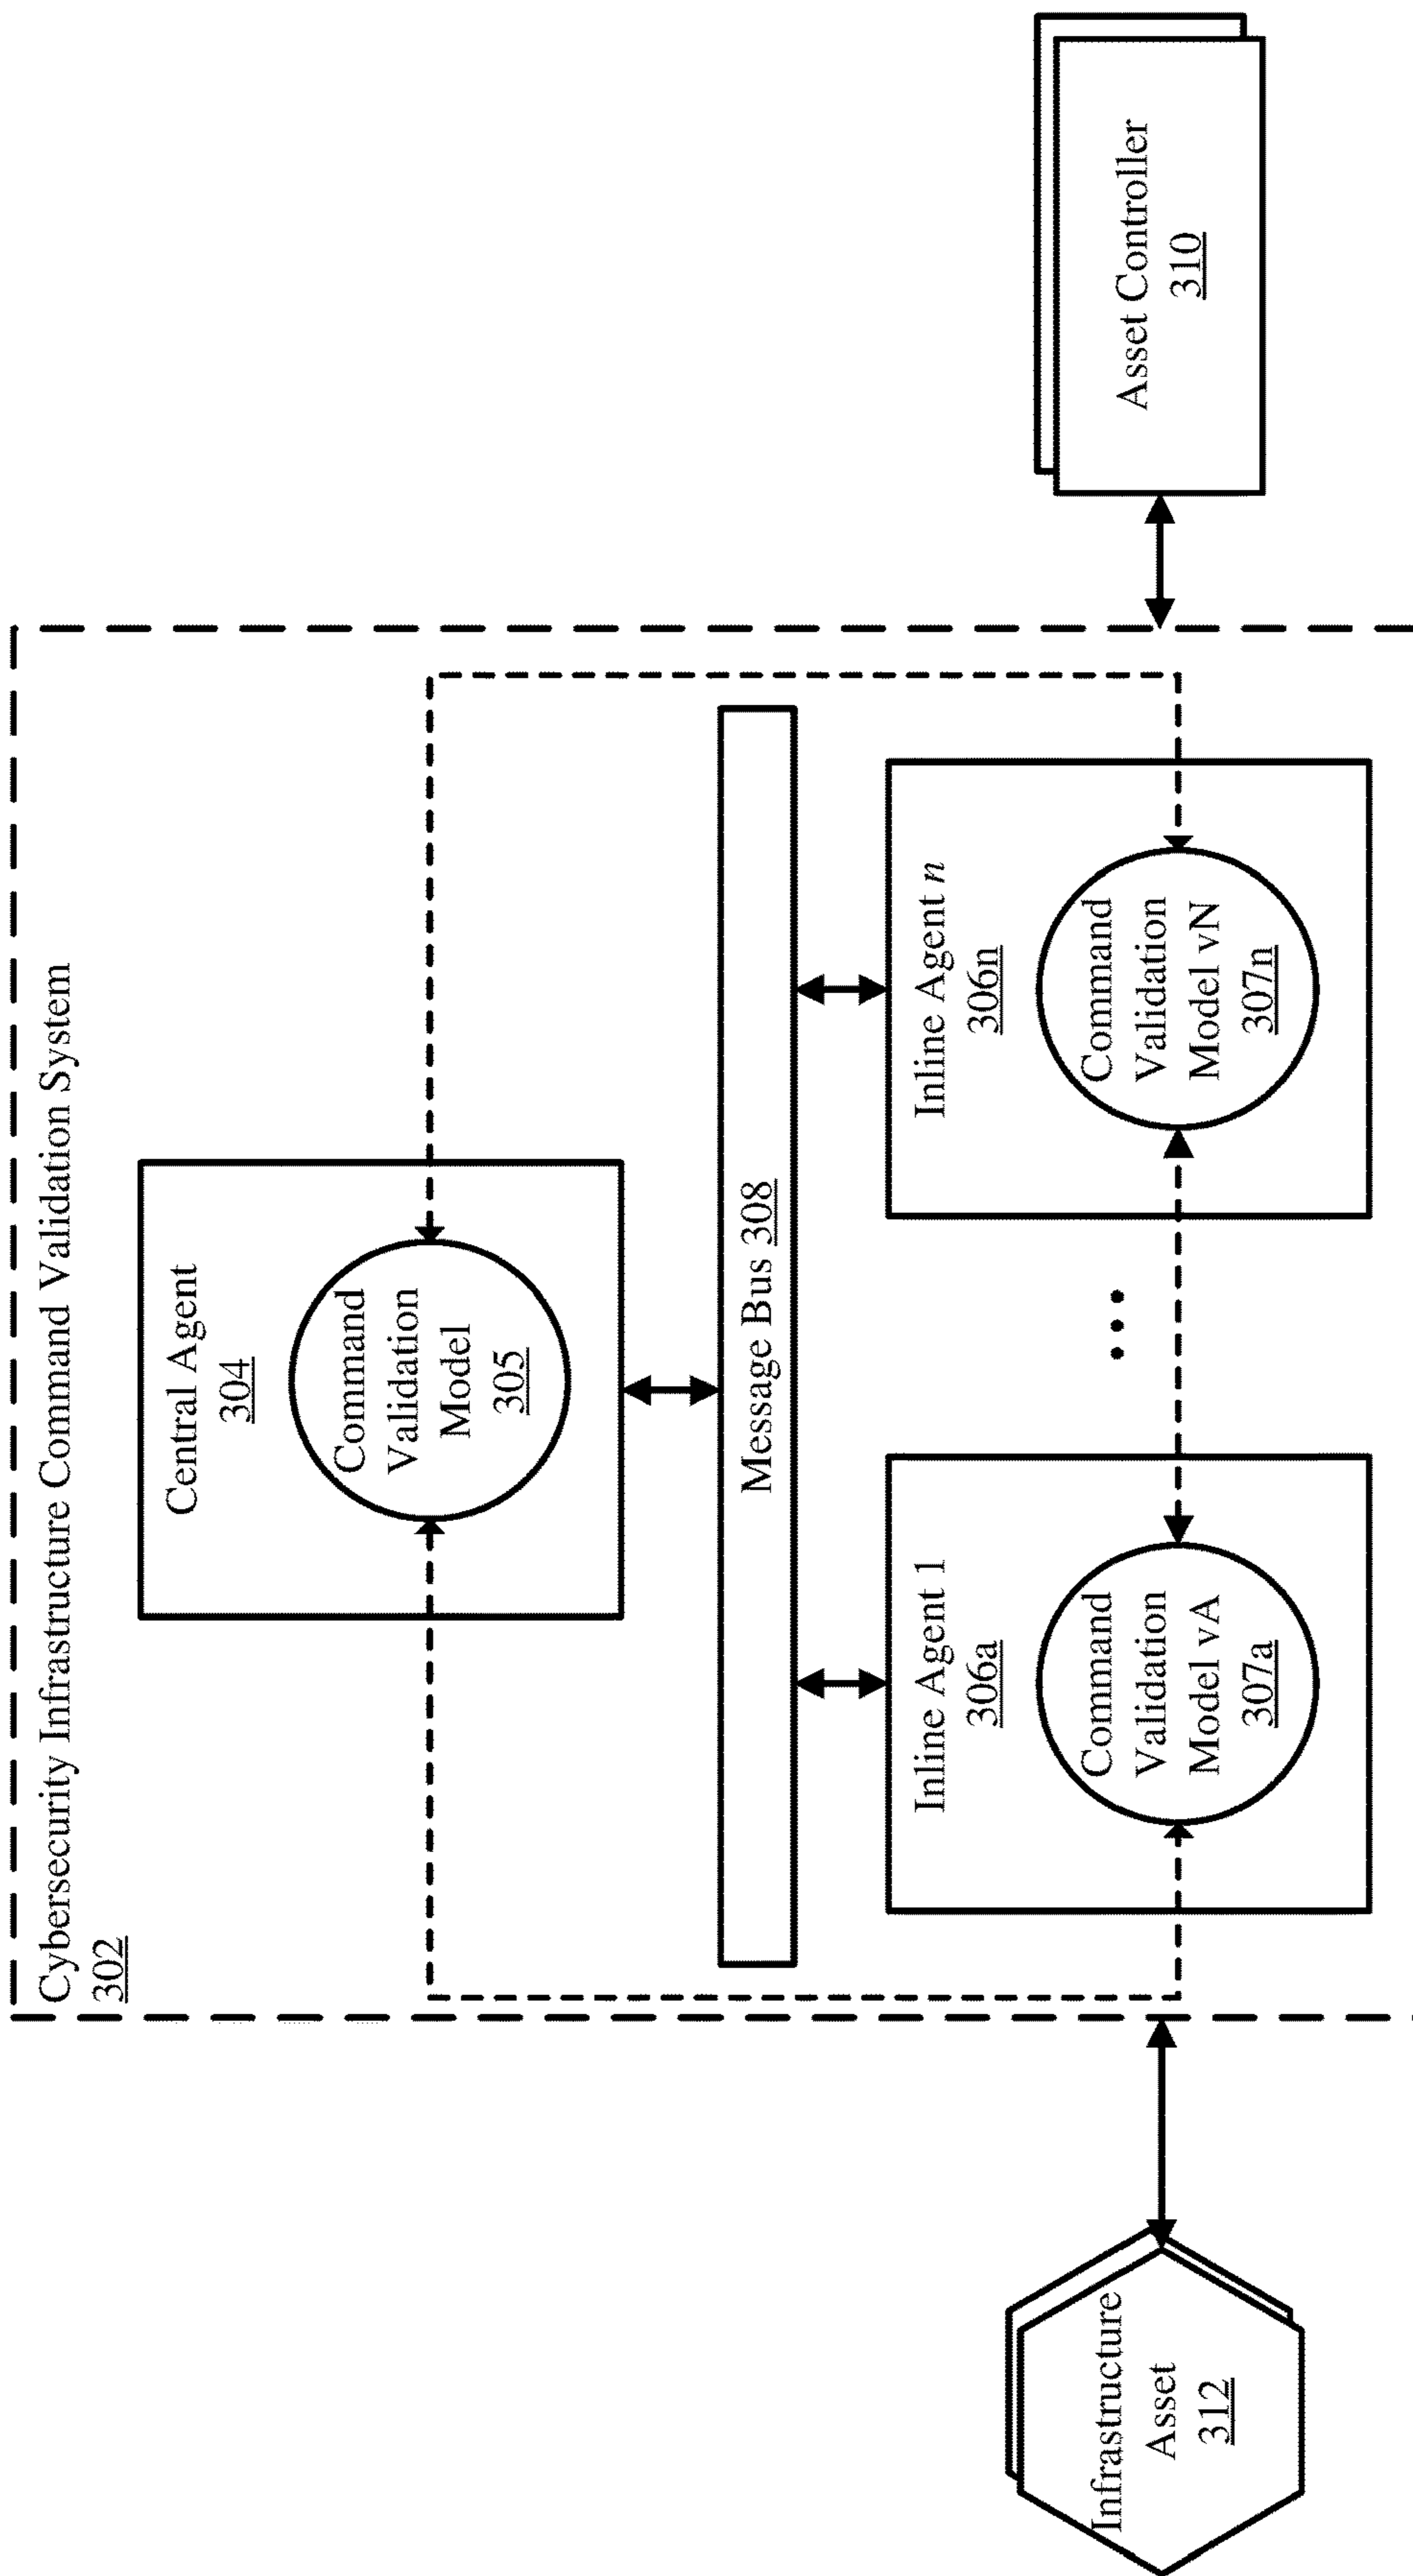 Cybersecurity Infrastructure Command Validation System
302
Central Agent
304
Command
Validation
Model
305
Message Bus 308
Inline Agent 1
306a
Command
Validation
Model vA
307a
...
Inline Agent n
306n
Command
Validation
Model vN
307n
Infrastructure
Asset
312
Asset Controller
310